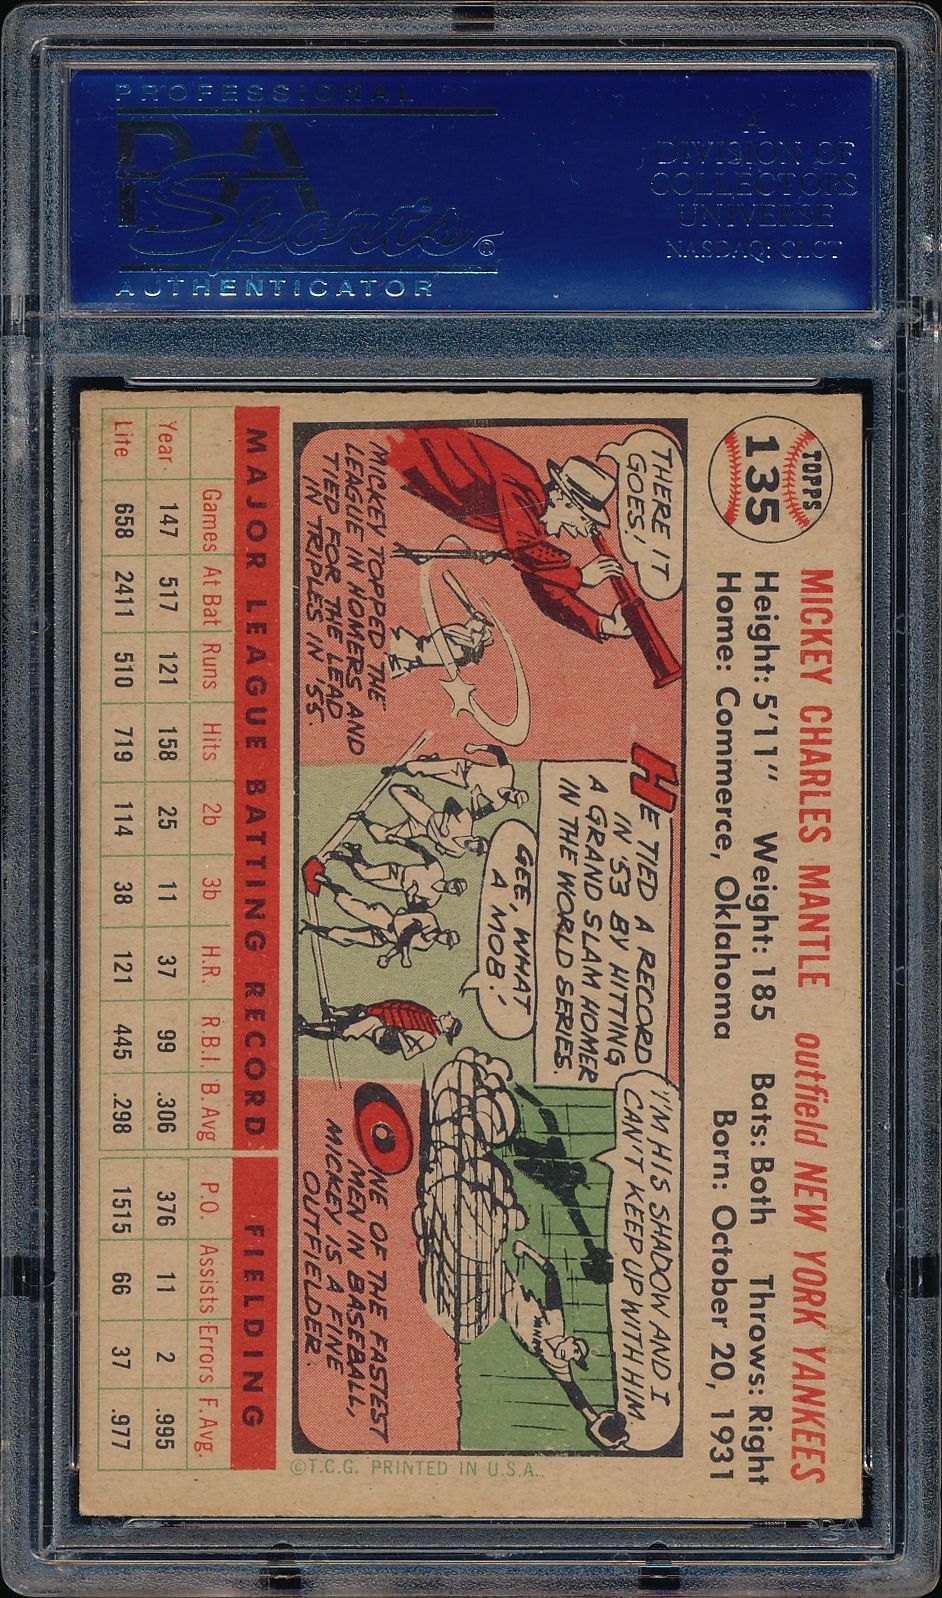 PROFESSIONAL
PSA
Sports®
AUTHENTICATOR
A
DIVISION OF
COLLECTORS
UNIVERSE
NASDAQ: CLCT
TOPPS
135
MICKEY CHARLES MANTLE outfield NEW YORK YANKEES
Height: 5'11" Weight: 185 Bats: Both Throws: Right
Home: Commerce, Oklahoma Born: October 20, 1931
THERE IT
GOES!
MICKEY TOPPED THE
LEAGUE IN HOMERS AND
TIED FOR THE LEAD
IN TRIPLES IN '55.
HE TIED A RECORD
IN '53 BY HITTING
A GRAND SLAM HOMER
IN THE WORLD SERIES.
GEE, WHAT
A MOB!
I'M HIS SHADOW AND I
CAN'T KEEP UP WITH HIM.
YANKS
ONE OF THE FASTEST
MEN IN BASEBALL,
MICKEY IS A FINE
OUTFIELDER.
©T.C.G. PRINTED IN U.S.A.
MAJOR LEAGUE BATTING RECORD FIELDING
Games At Bat Runs Hits 2b 3b H.R. R.B.I. B. Avg P.O. Assists Errors F. Avg.
Year 147 517 121 158 25 11 37 99 .306 376 11 2 .995
Life 658 2411 510 719 114 38 121 445 .298 1515 66 37 .977
PSA